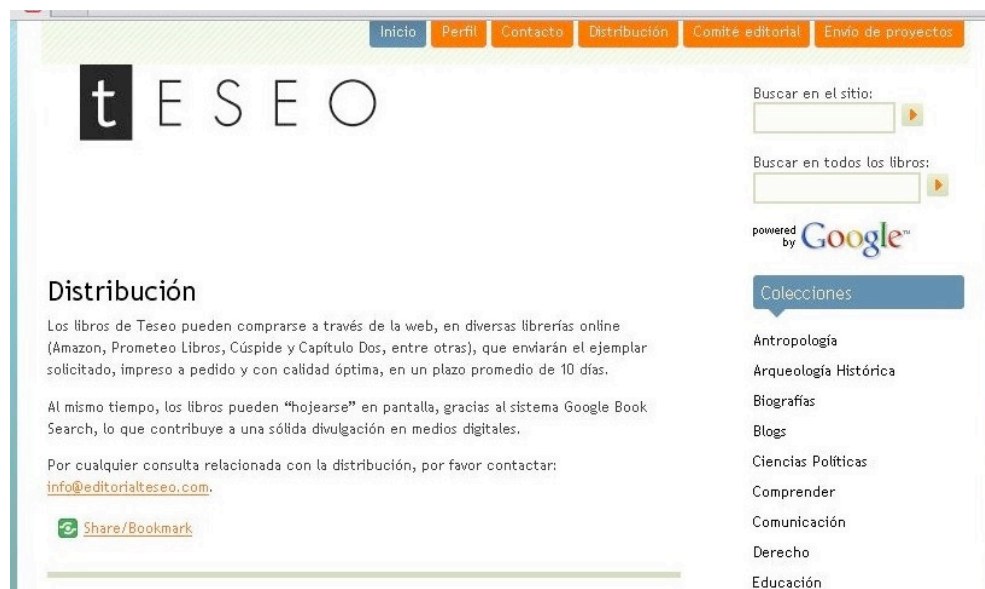 Inicio Perfil Contacto Distribución Comite editorial Envío de proyectos
tESEO
Buscar en el sitio:
Buscar en todos los libros:
powered by Google™
Distribución
Los libros de Teseo pueden comprarse a través de la web, en diversas librerías online
(Amazon, Prometeo Libros, Cúspide y Capítulo Dos, entre otras), que enviarán el ejemplar
solicitado, impreso a pedido y con calidad óptima, en un plazo promedio de 10 días.
Al mismo tiempo, los libros pueden “hojearse” en pantalla, gracias al sistema Google Book
Search, lo que contribuye a una sólida divulgación en medios digitales.
Por cualquier consulta relacionada con la distribución, por favor contactar:
info@editorialteseo.com.
Share/Bookmark
Colecciones
Antropología
Arqueología Histórica
Biografías
Blogs
Ciencias Políticas
Comprender
Comunicación
Derecho
Educación